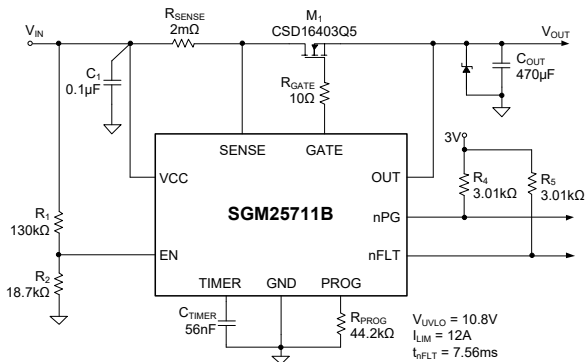 V_IN
R_SENSE
2mΩ
M_1
CSD16403Q5
V_OUT
C_1
0.1µF
R_GATE
10Ω
C_OUT
470µF
SENSE
GATE
3V
VCC
OUT
R_4
3.01kΩ
R_5
3.01kΩ
SGM25711B
nPG
R_1
130kΩ
EN
nFLT
R_2
18.7kΩ
TIMER
GND
PROG
C_TIMER
56nF
R_PROG
44.2kΩ
V_UVLO = 10.8V
I_LIM = 12A
t_nFLT = 7.56ms